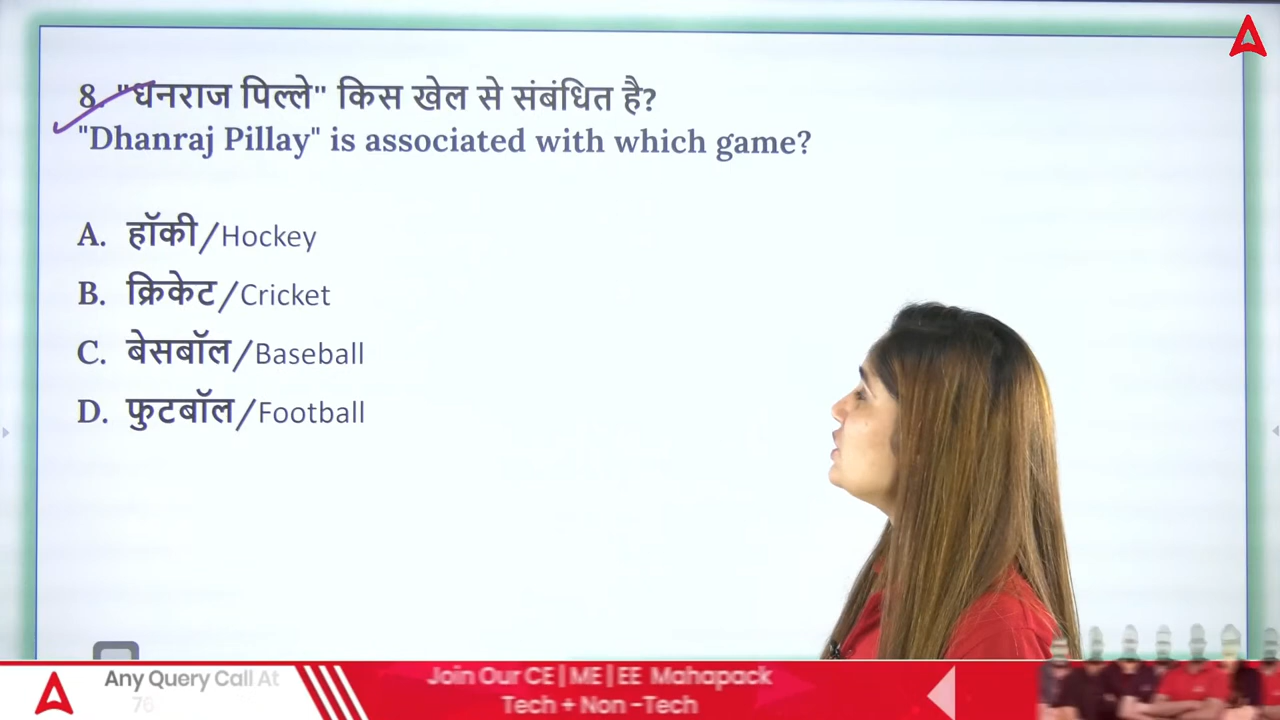 8. "धनराज पिल्ले" किस खेल से संबंधित है?
"Dhanraj Pillay" is associated with which game?
A. हॉकी/Hockey
B. क्रिकेट/Cricket
C. बेसबॉल/Baseball
D. फुटबॉल/Football
Any Query Call At
76
Join Our CE | ME | EE Mahapack
Tech + Non -Tech